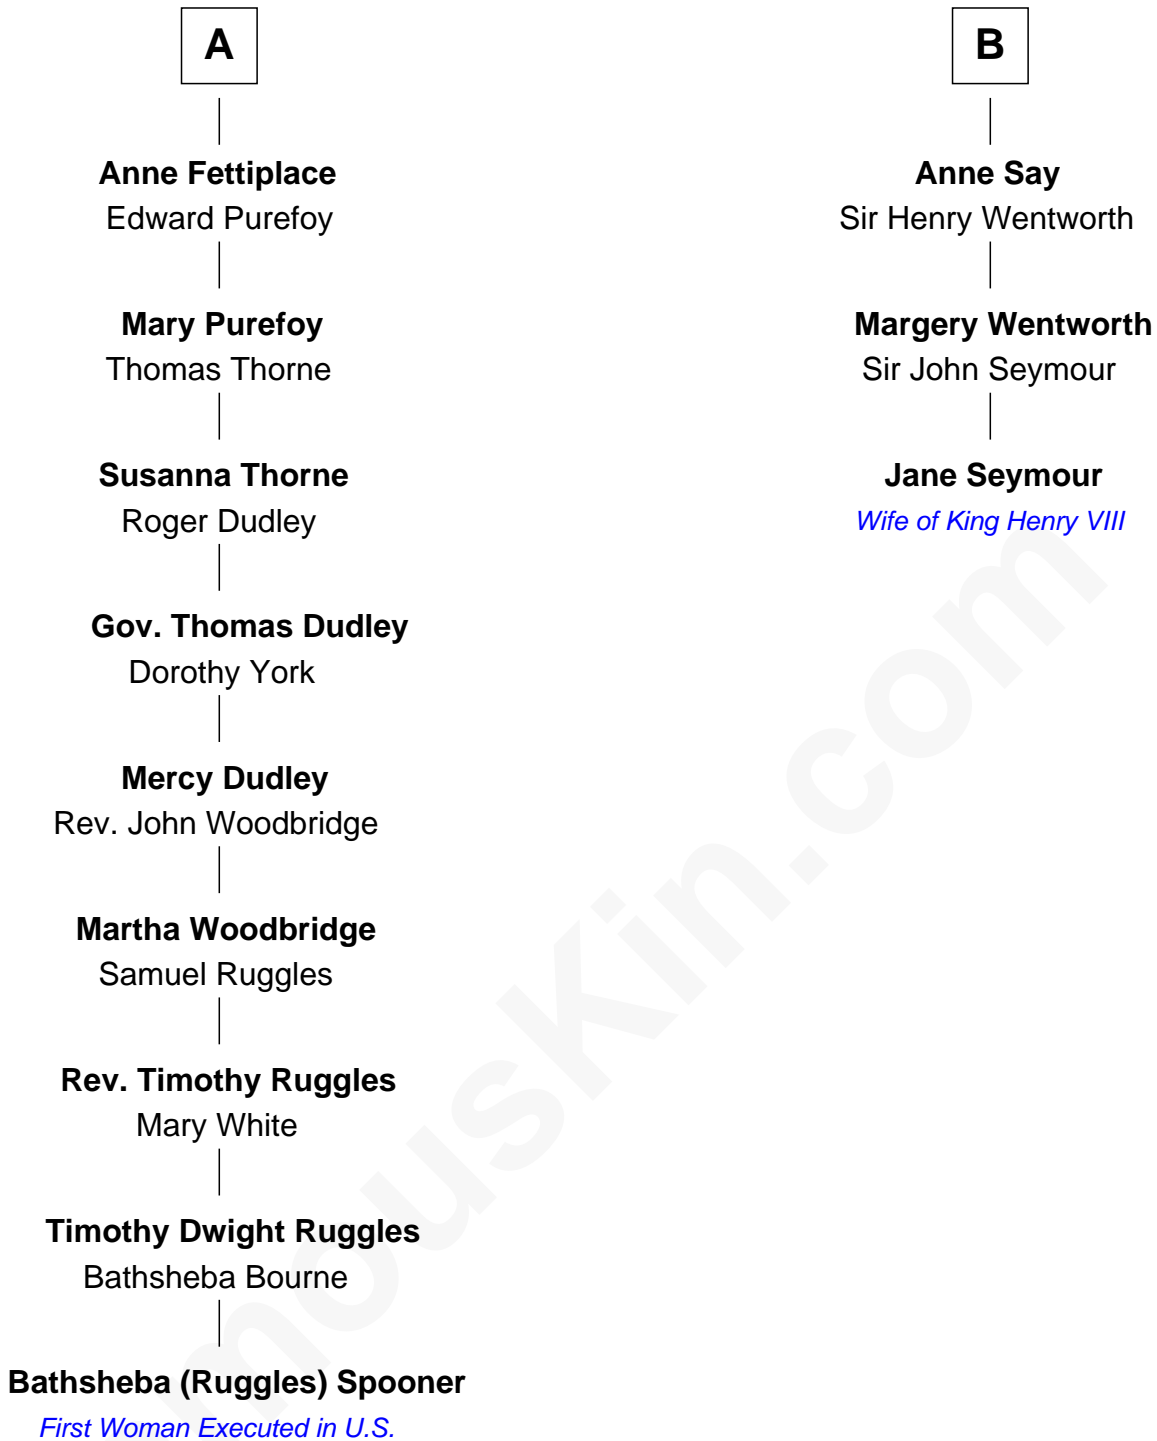 A
Anne Fettiplace
Edward Purefoy
Mary Purefoy
Thomas Thorne
Susanna Thorne
Roger Dudley
Gov. Thomas Dudley
Dorothy York
Mercy Dudley
Rev. John Woodbridge
Martha Woodbridge
Samuel Ruggles
Rev. Timothy Ruggles
Mary White
Timothy Dwight Ruggles
Bathsheba Bourne
Bathsheba (Ruggles) Spooner
First Woman Executed in U.S.
B
Anne Say
Sir Henry Wentworth
Margery Wentworth
Sir John Seymour
Jane Seymour
Wife of King Henry VIII
mouskin.com